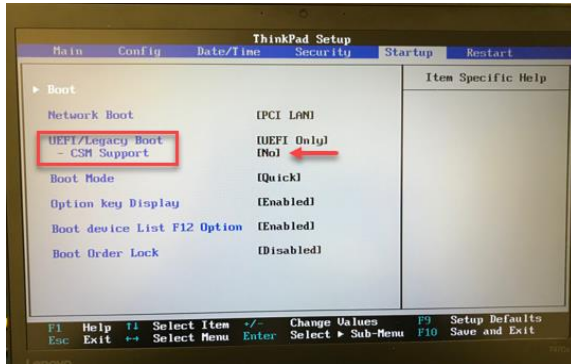 ThinkPad Setup
Main Config Date/Time Security Startup Restart
Item Specific Help
▶ Boot
Network Boot [PCI LAN]
UEFI/Legacy Boot [UEFI Only]
- CSM Support [No]
Boot Mode [Quick]
Option key Display [Enabled]
Boot device List F12 Option [Enabled]
Boot Order Lock [Disabled]
F1 Help ↑↓ Select Item +/- Change Values F9 Setup Defaults
Esc Exit ↔ Select Menu Enter Select ▶ Sub-Menu F10 Save and Exit
Lenovo